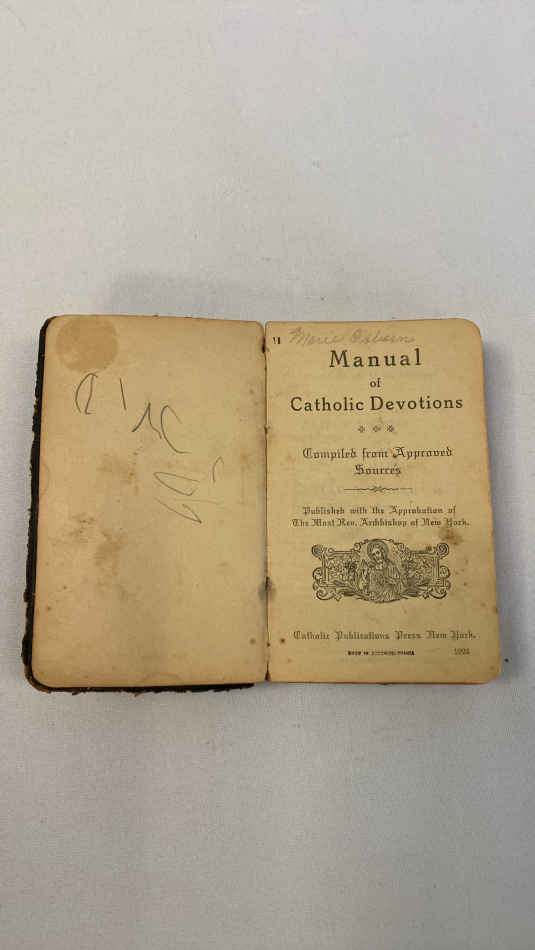 Marie Osborn
Manual
of
Catholic Devotions
Compiled from Approved
Sources
Published with the Approbation of
The Most Rev. Archbishop of New York.
Catholic Publications Press New York.